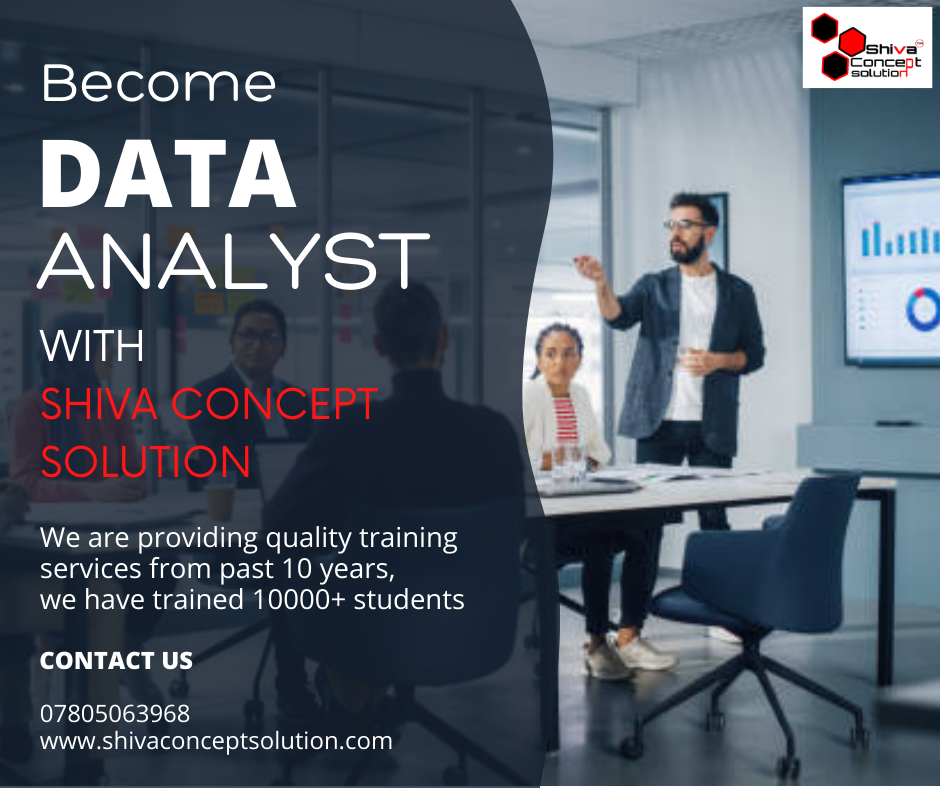 Become
DATA
ANALYST
WITH
SHIVA CONCEPT
SOLUTION
We are providing quality training
services from past 10 years,
we have trained 10000+ students
CONTACT US
07805063968
www.shivaconceptsolution.com
Shiva
Concept
solution